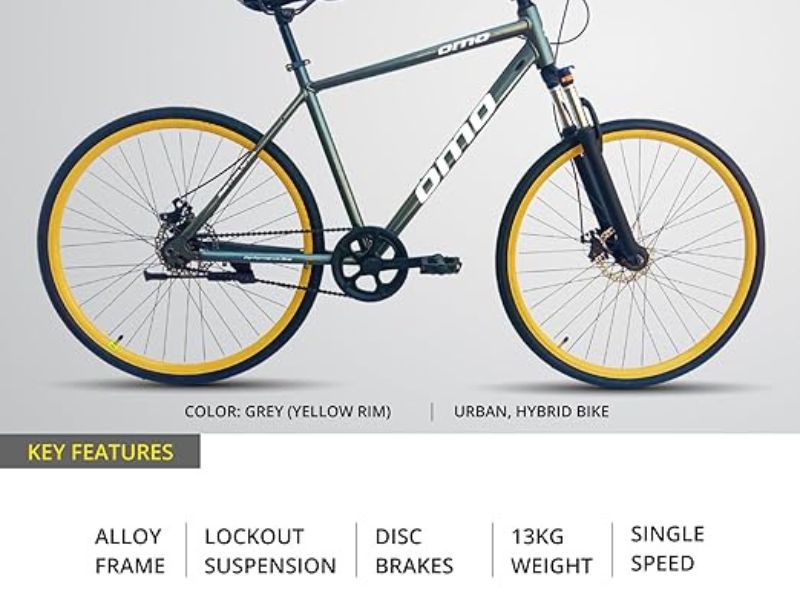 omo
omo
COLOR: GREY (YELLOW RIM) | URBAN, HYBRID BIKE
KEY FEATURES
ALLOY FRAME
LOCKOUT SUSPENSION
DISC BRAKES
13KG WEIGHT
SINGLE SPEED